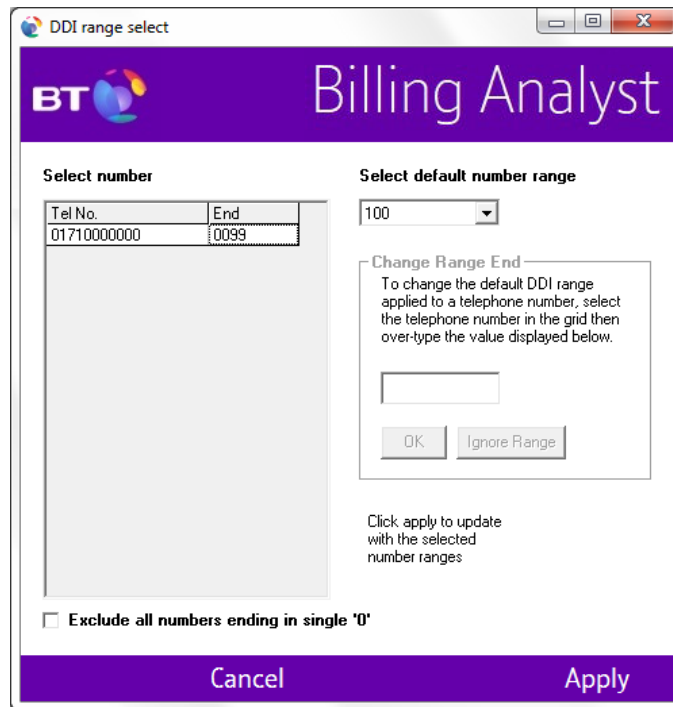 DDI range select
BT
Billing Analyst
Select number
Tel No. End
01710000000 0099
Select default number range
100
Change Range End
To change the default DDI range
applied to a telephone number, select
the telephone number in the grid then
over-type the value displayed below.
OK Ignore Range
Click apply to update
with the selected
number ranges
Exclude all numbers ending in single '0'
Cancel Apply